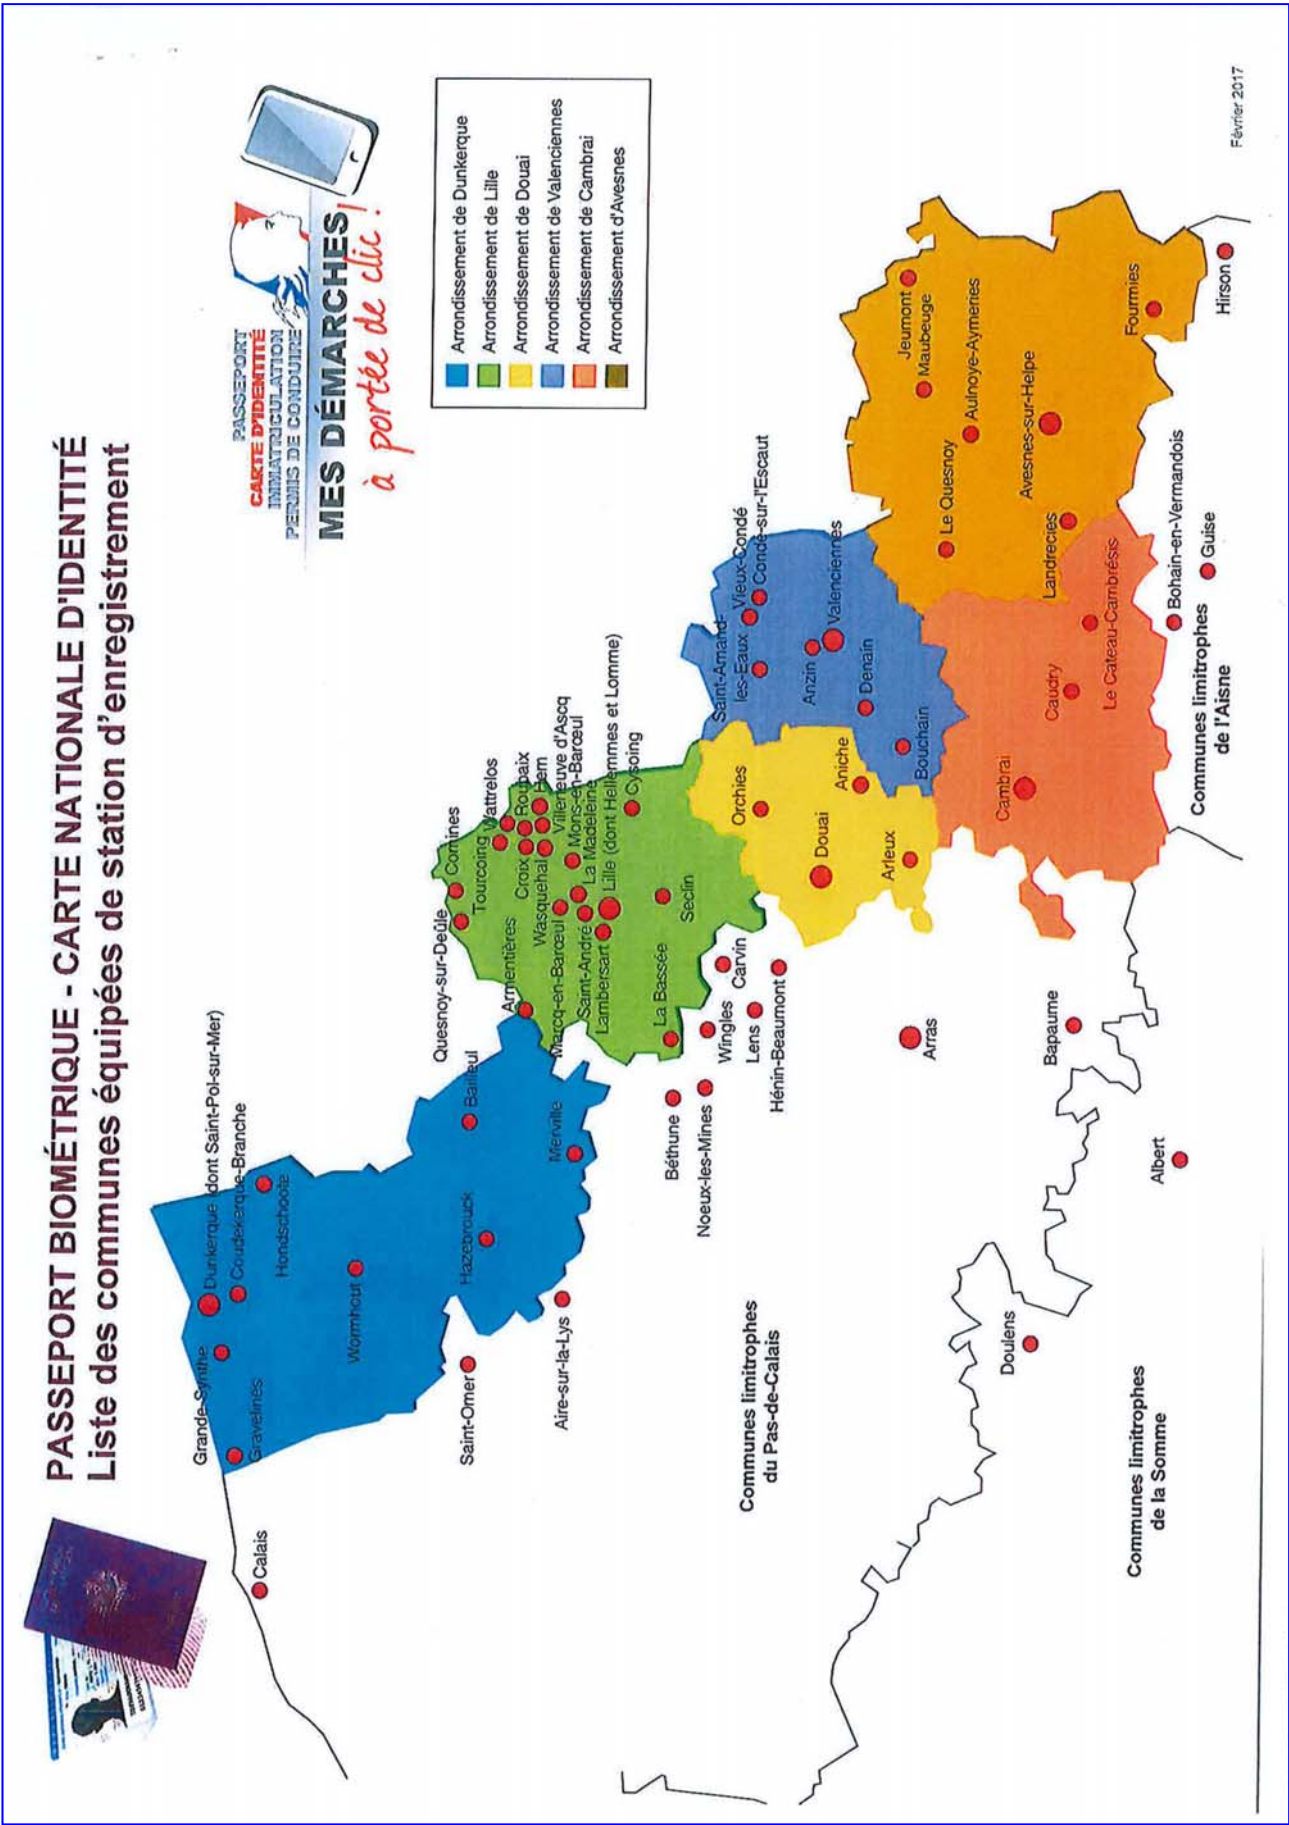 PASSEPORT BIOMÉTRIQUE - CARTE NATIONALE D'IDENTITÉ
Liste des communes équipées de station d'enregistrement
PASSEPORT
CARTE D'IDENTITÉ
IMMATRICULATION
PERMIS DE CONDUIRE
MES DÉMARCHES
à portée de clic !
Arrondissement de Dunkerque
Arrondissement de Lille
Arrondissement de Douai
Arrondissement de Valenciennes
Arrondissement de Cambrai
Arrondissement d'Avesnes
Calais
Gravelines
Grande-Synthe
Dunkerque (dont Saint-Pol-sur-Mer)
Coudekerque-Branche
Hondschoote
Wormhout
Saint-Omer
Hazebrouck
Bailleul
Aire-sur-la-Lys
Merville
Quesnoy-sur-Deûle
Comines
Tourcoing
Wattrelos
Armentières
Croix
Roubaix
Wasquehal
Hem
Villeneuve d'Ascq
Marcq-en-Barœul
Mons-en-Barœul
Saint-André
La Madeleine
Lambersart
Lille (dont Hellemmes et Lomme)
Cysoing
La Bassée
Seclin
Béthune
Noeux-les-Mines
Wingles
Carvin
Lens
Hénin-Beaumont
Orchies
Douai
Aniche
Arleux
Saint-Amand-
les-Eaux
Vieux-Condé
Condé-sur-l'Escaut
Anzin
Valenciennes
Denain
Bouchain
Jeumont
Maubeuge
Le Quesnoy
Aulnoye-Aymeries
Avesnes-sur-Helpe
Landrecies
Fourmies
Hirson
Cambrai
Caudry
Le Cateau-Cambrésis
Bohain-en-Vermandois
Guise
Communes limitrophes
de l'Aisne
Arras
Bapaume
Albert
Doulens
Communes limitrophes
du Pas-de-Calais
Communes limitrophes
de la Somme
Février 2017